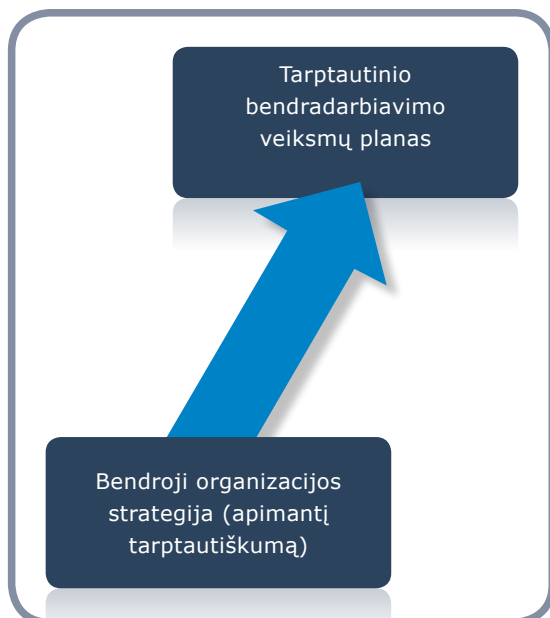 Tarptautinio
bendradarbiavimo
veiksmų planas
Bendroji organizacijos
strategija (apimantį
tarptautiškumą)